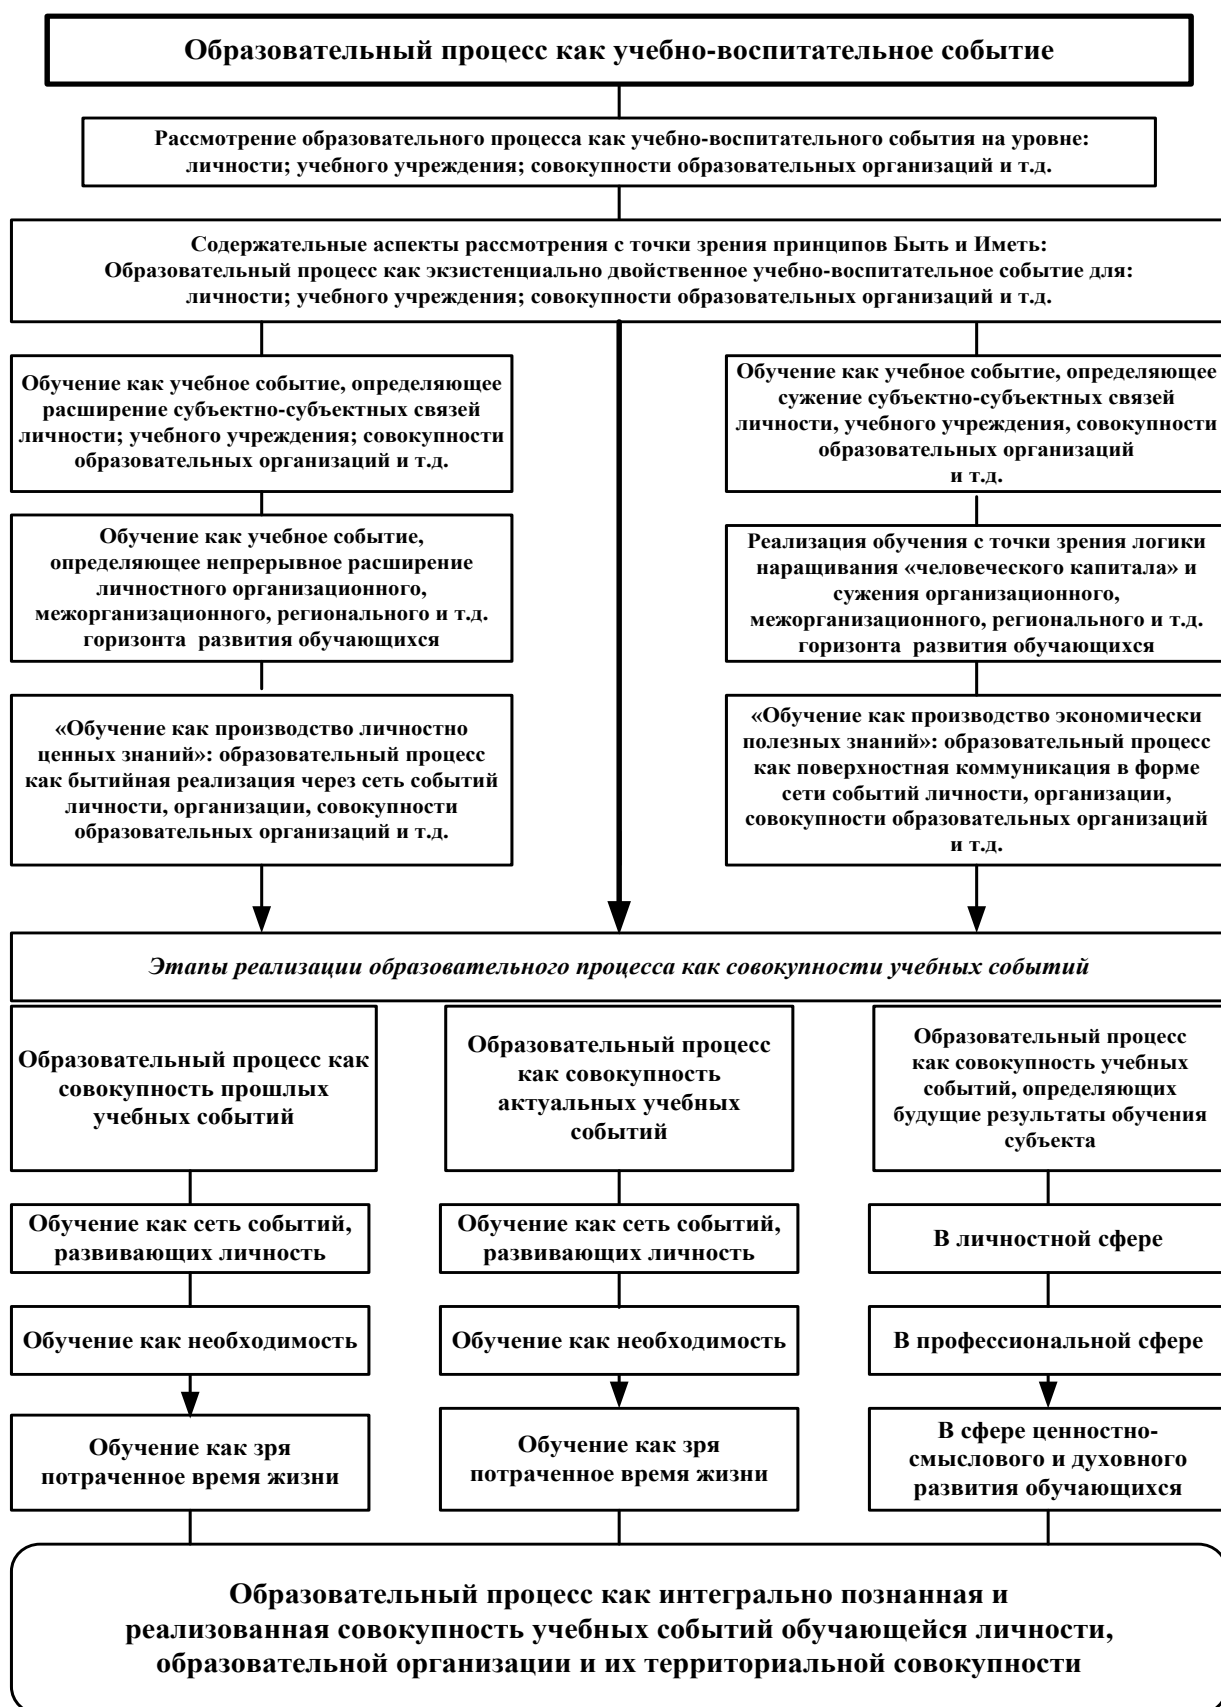 Образовательный процесс как учебно-воспитательное событие
Рассмотрение образовательного процесса как учебно-воспитательного события на уровне:
личности; учебного учреждения; совокупности образовательных организаций и т.д.
Содержательные аспекты рассмотрения с точки зрения принципов Быть и Иметь:
Образовательный процесс как экзистенциально двойственное учебно-воспитательное событие для:
личности; учебного учреждения; совокупности образовательных организаций и т.д.
Обучение как учебное событие, определяющее
расширение субъектно-субъектных связей
личности; учебного учреждения; совокупности
образовательных организаций и т.д.
Обучение как учебное событие, определяющее
сужение субъектно-субъектных связей
личности, учебного учреждения, совокупности
образовательных организаций
и т.д.
Обучение как учебное событие,
определяющее непрерывное расширение
личностного организационного,
межорганизационного, регионального и т.д.
горизонта развития обучающихся
Реализация обучения с точки зрения логики
наращивания «человеческого капитала» и
сужения организационного,
межорганизационного, регионального и т.д.
горизонта развития обучающихся
«Обучение как производство личностно
ценных знаний»: образовательный процесс
как бытийная реализация через сеть событий
личности, организации, совокупности
образовательных организаций и т.д.
«Обучение как производство экономически
полезных знаний»: образовательный процесс
как поверхностная коммуникация в форме
сети событий личности, организации,
совокупности образовательных организаций
и т.д.
Этапы реализации образовательного процесса как совокупности учебных событий
Образовательный процесс как
совокупность прошлых
учебных событий
Образовательный процесс
как совокупность
актуальных учебных
событий
Образовательный процесс
как совокупность учебных
событий, определяющих
будущие результаты обучения
субъекта
Обучение как сеть событий,
развивающих личность
Обучение как сеть событий,
развивающих личность
В личностной сфере
Обучение как необходимость
Обучение как необходимость
В профессиональной сфере
Обучение как зря
потраченное время жизни
Обучение как зря
потраченное время жизни
В сфере ценностно-
смыслового и духовного
развития обучающихся
Образовательный процесс как интегрально познанная и
реализованная совокупность учебных событий обучающейся личности,
образовательной организации и их территориальной совокупности